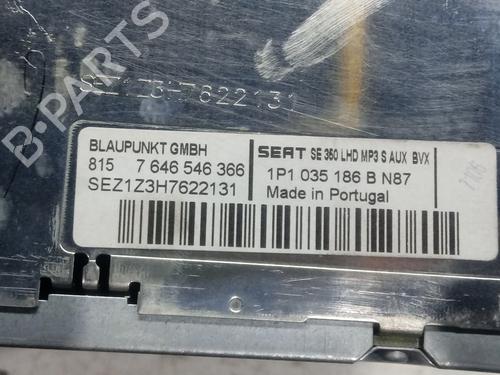 B-PARTS
SEZ1Z3H7622131
BLAUPUNKT GMBH
815 7 646 546 366
SEZ1Z3H7622131
SEAT SE 350 LHD MP3 S AUX BVX
1P1 035 186 B N87
Made in Portugal